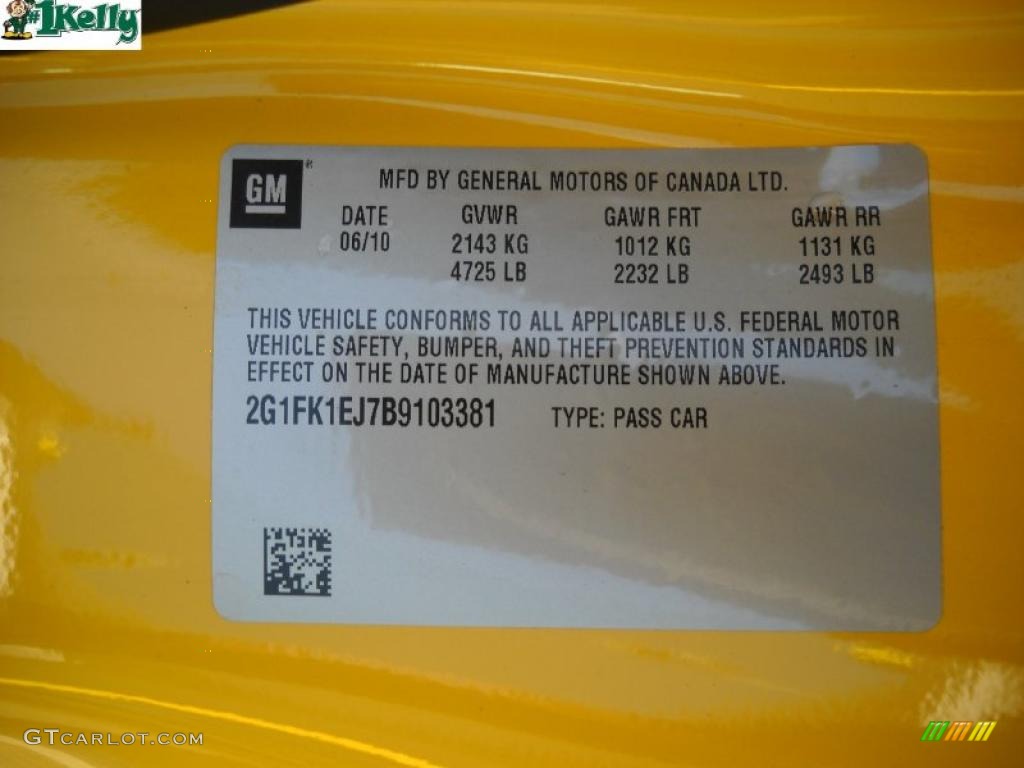 #1Kelly
GM®
MFD BY GENERAL MOTORS OF CANADA LTD.
DATE GVWR GAWR FRT GAWR RR
06/10 2143 KG 1012 KG 1131 KG
4725 LB 2232 LB 2493 LB
THIS VEHICLE CONFORMS TO ALL APPLICABLE U.S. FEDERAL MOTOR
VEHICLE SAFETY, BUMPER, AND THEFT PREVENTION STANDARDS IN
EFFECT ON THE DATE OF MANUFACTURE SHOWN ABOVE.
2G1FK1EJ7B9103381 TYPE: PASS CAR
GTCARLOT.COM